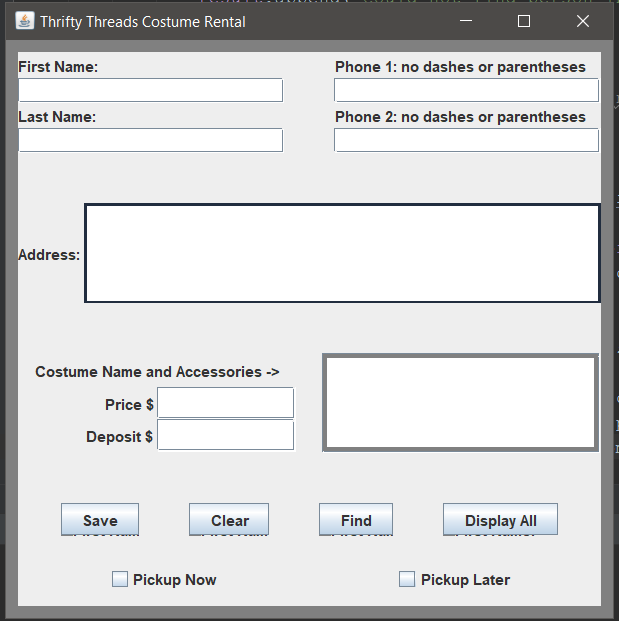 Thrifty Threads Costume Rental
First Name:
Phone 1: no dashes or parentheses
Last Name:
Phone 2: no dashes or parentheses
Address:
Costume Name and Accessories ->
Price $
Deposit $
Save Clear Find Display All
Pickup Now Pickup Later